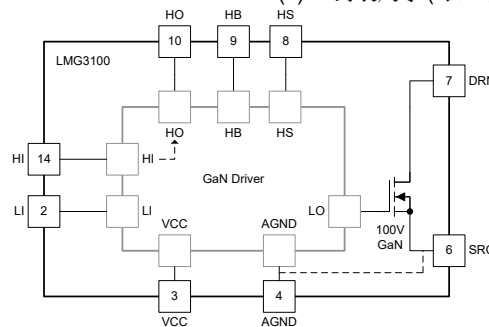 HO HB HS
10 9 8
LMG3100
7 DRN
HO HB HS
14 HI
HI
GaN Driver
2 LI
LI
LO
VCC AGND
100V
GaN
6
3 4
VCC AGND